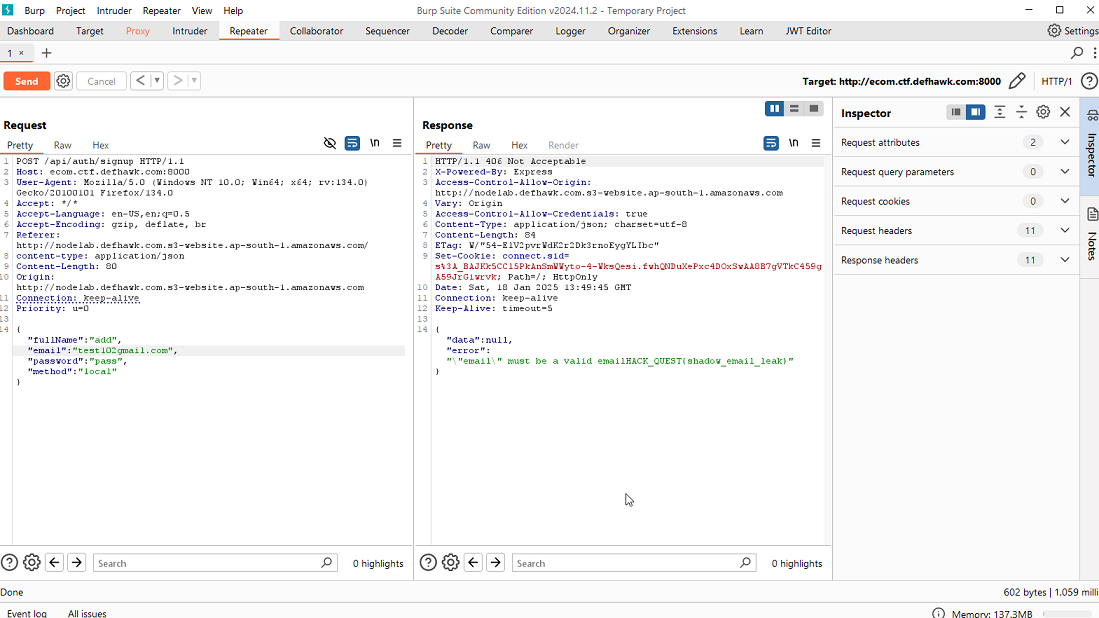 Burp Project Intruder Repeater View Help Burp Suite Community Edition v2024.11.2 - Temporary Project
Dashboard Target Proxy Intruder Repeater Collaborator Sequencer Decoder Comparer Logger Organizer Extensions Learn JWT Editor Settings
1 × +
Send Cancel < > Target: http://ecom.ctf.defhawk.com:8000 HTTP/1 ?
Request
Pretty Raw Hex \n
1 POST /api/auth/signup HTTP/1.1
2 Host: ecom.ctf.defhawk.com:8000
3 User-Agent: Mozilla/5.0 (Windows NT 10.0; Win64; x64; rv:134.0)
Gecko/20100101 Firefox/134.0
4 Accept: */*
5 Accept-Language: en-US,en;q=0.5
6 Accept-Encoding: gzip, deflate, br
7 Referer:
http://nodelab.defhawk.com.s3-website.ap-south-1.amazonaws.com/
8 content-type: application/json
9 Content-Length: 80
10 Origin:
http://nodelab.defhawk.com.s3-website.ap-south-1.amazonaws.com
11 Connection: keep-alive
12 Priority: u=0
13
14 {
"fullName":"add",
"email":"test102gmail.com",
"password":"pass",
"method":"local"
}
? Search 0 highlights
Response
Pretty Raw Hex Render \n
1 HTTP/1.1 406 Not Acceptable
2 X-Powered-By: Express
3 Access-Control-Allow-Origin:
http://nodelab.defhawk.com.s3-website.ap-south-1.amazonaws.com
4 Vary: Origin
5 Access-Control-Allow-Credentials: true
6 Content-Type: application/json; charset=utf-8
7 Content-Length: 84
8 ETag:
9 Set-Cookie: connect.sid=
Path=/; HttpOnly
10 Date: Sat, 18 Jan 2025 13:49:45 GMT
11 Connection: keep-alive
12 Keep-Alive: timeout=5
13
14 {
"data":null,
"error":
"\"email\" must be a valid emailHACK_QUEST{shadow_email_leak}"
}
? Search 0 highlights
Inspector
Request attributes 2
Request query parameters 0
Request cookies 0
Request headers 11
Response headers 11
Inspector
Notes
Done 602 bytes | 1.059 milli
Event log All issues Memory: 137.3MB